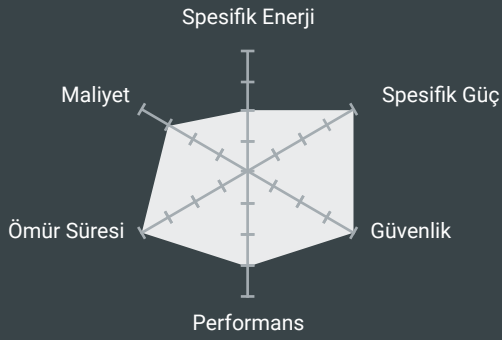 Spesifik Enerji
Maliyet
Spesifik Güç
Ömür Süresi
Güvenlik
Performans